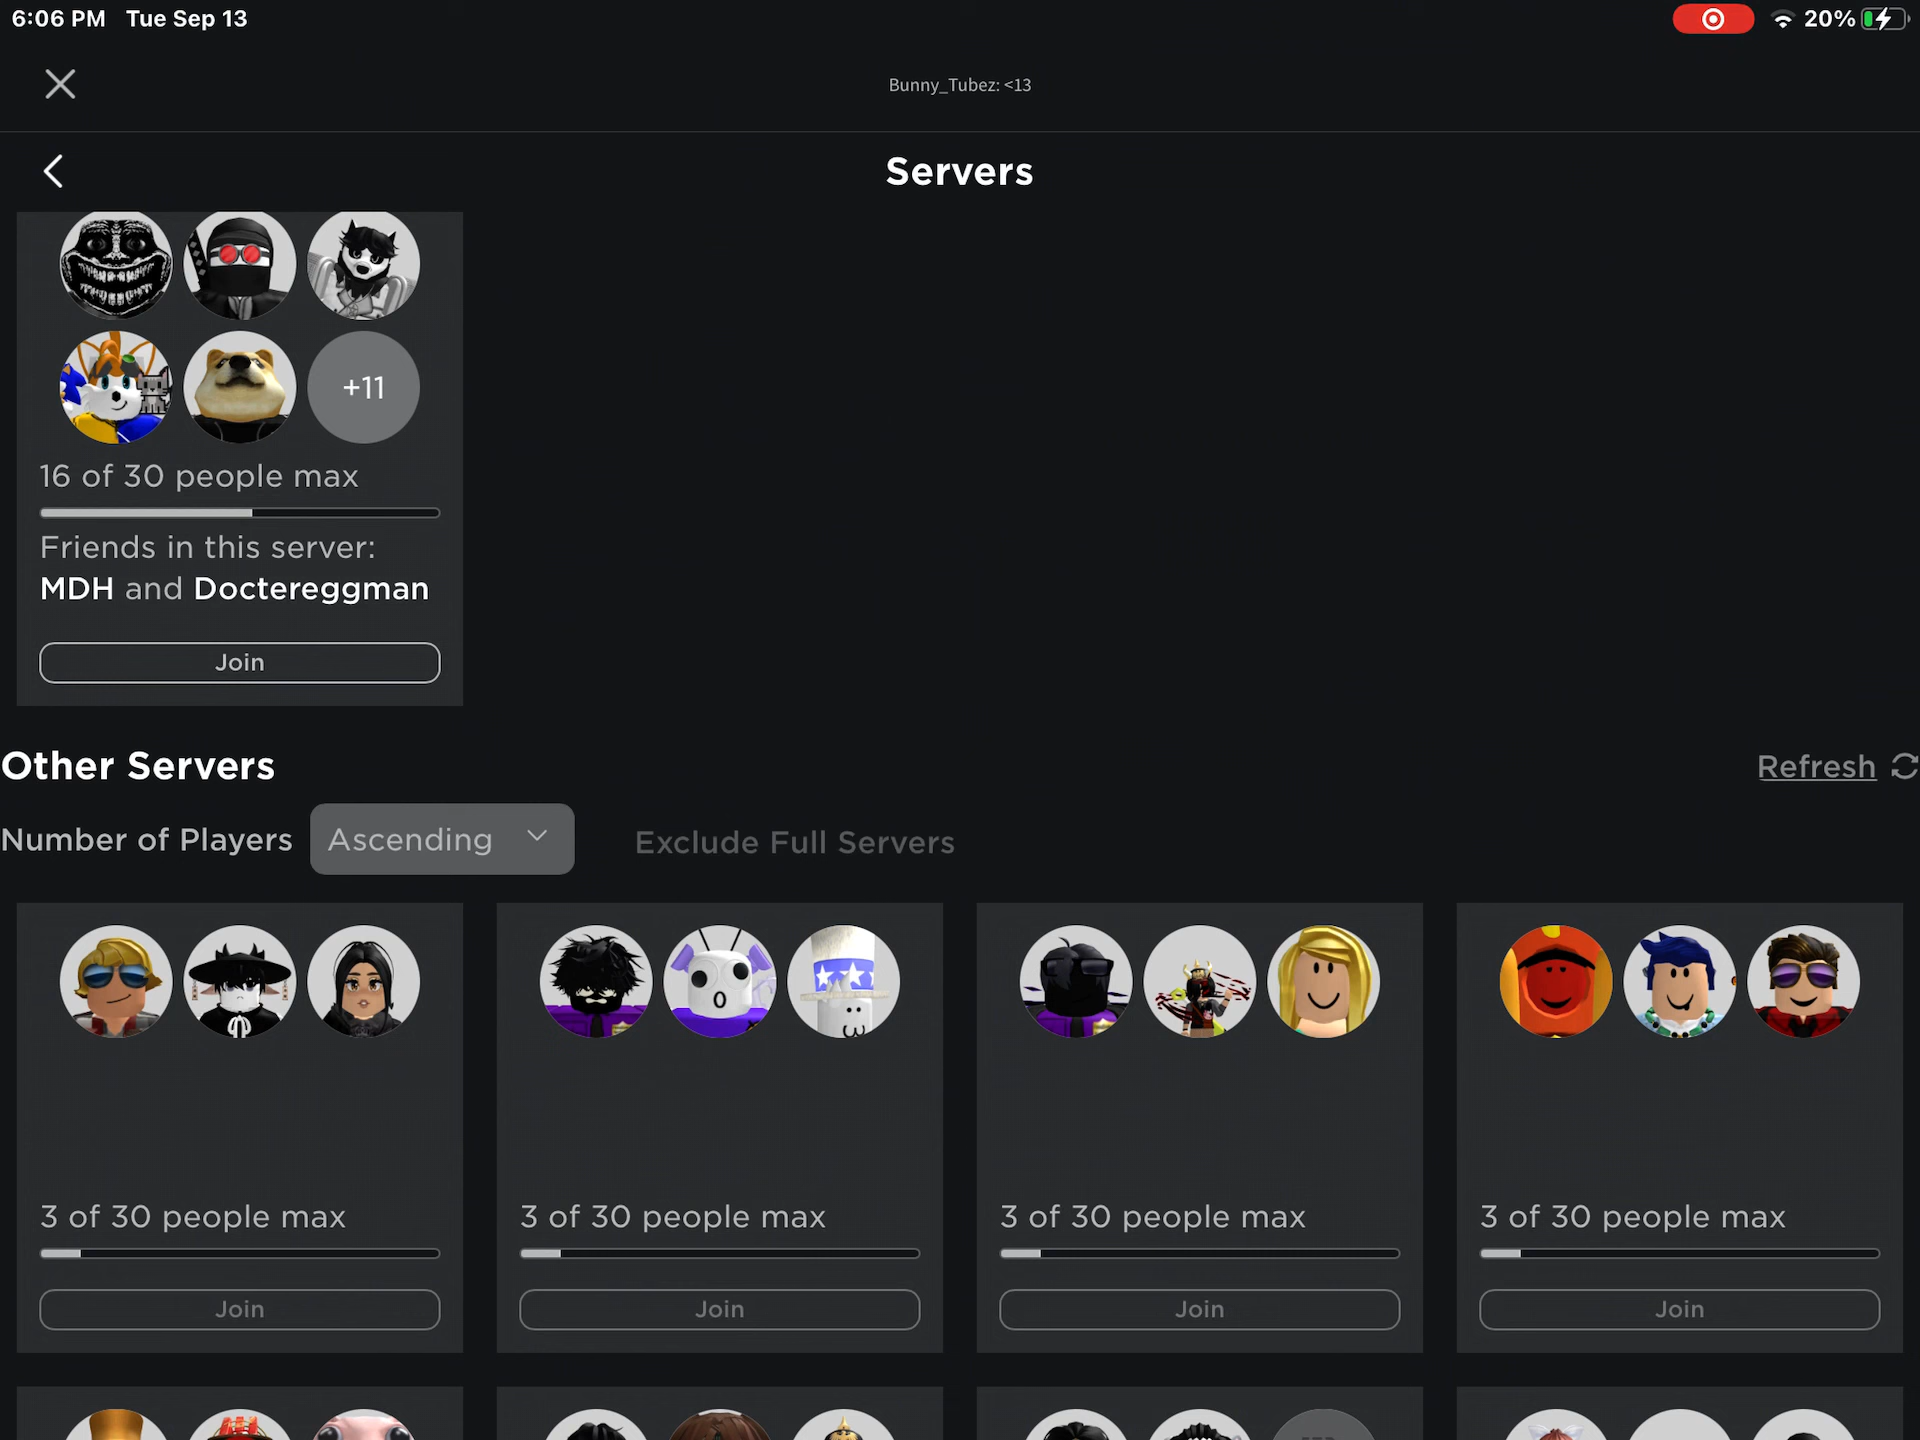 6:06 PM Tue Sep 13
20%
Bunny_Tubez: <13
Servers
+11
16 of 30 people max
Friends in this server:
MDH and Doctereggman
Join
Other Servers
Refresh
Number of Players Ascending Exclude Full Servers
3 of 30 people max 3 of 30 people max 3 of 30 people max 3 of 30 people max
Join Join Join Join